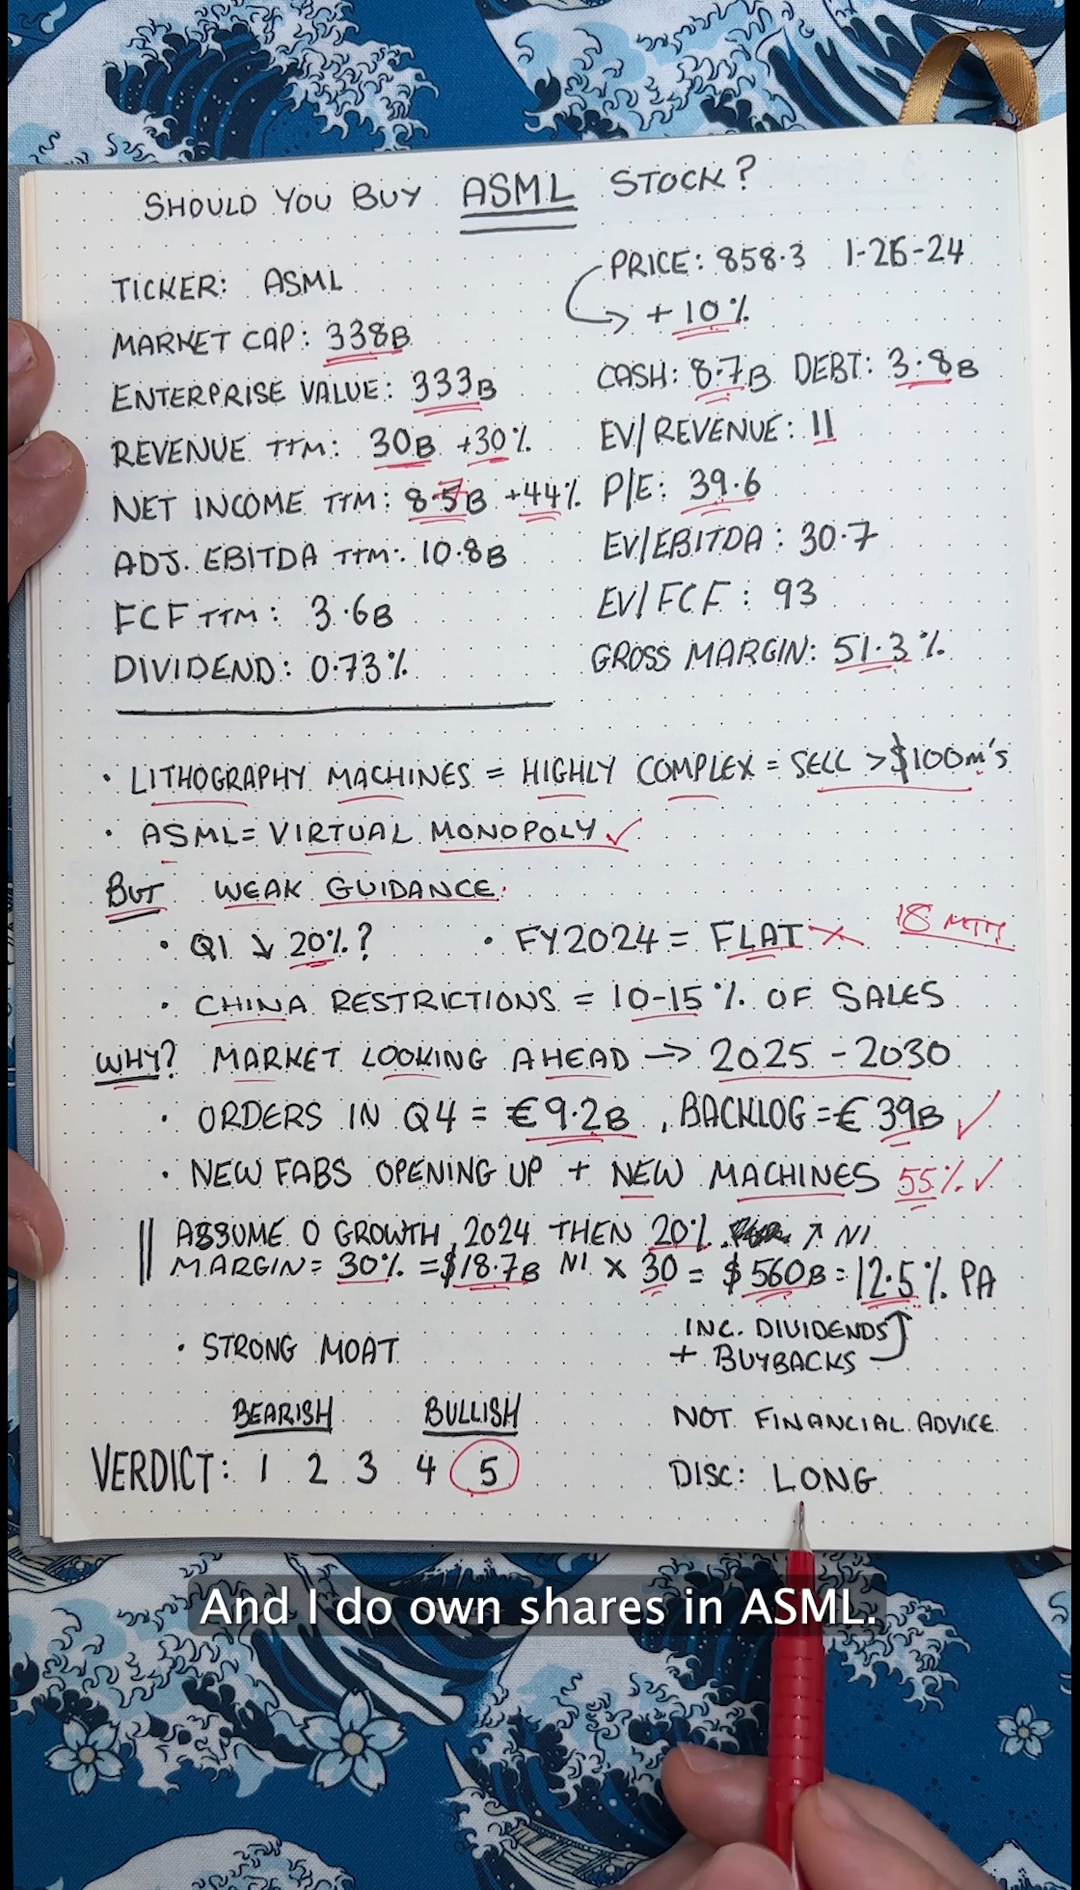 SHOULD YOU BUY ASML STOCK?
TICKER: ASML
PRICE: 858.3 1-26-24
+10%
MARKET CAP: 338B
CASH: 8.7B DEBT: 3.8B
ENTERPRISE VALUE: 333B
EV/REVENUE: 11
REVENUE TTM: 30B +30%
P/E: 39.6
NET INCOME TTM: 8.5B +44%
EV/EBITDA: 30.7
ADJ. EBITDA TTM: 10.8B
EV/FCF: 93
FCF TTM: 3.6B
GROSS MARGIN: 51.3%
DIVIDEND: 0.73%
• LITHOGRAPHY MACHINES = HIGHLY COMPLEX = SELL >$100m's
• ASML = VIRTUAL MONOPOLY ✓
BUT WEAK GUIDANCE:
• Q1 ↘ 20%? • FY2024 = FLAT X 18 MTH
• CHINA RESTRICTIONS = 10-15% OF SALES
WHY? MARKET LOOKING AHEAD → 2025 - 2030
• ORDERS IN Q4 = €9.2B, BACKLOG = €39B ✓
• NEW FABS OPENING UP + NEW MACHINES 55% ✓
ASSUME 0 GROWTH 2024 THEN 20% ↗ NI
MARGIN = 30% = $18.7B NI X 30 = $560B = 12.5% PA
INC. DIVIDENDS
+ BUYBACKS
• STRONG MOAT
BEARISH BULLISH
VERDICT: 1 2 3 4 5
NOT FINANCIAL ADVICE
DISC: LONG
And I do own shares in ASML.